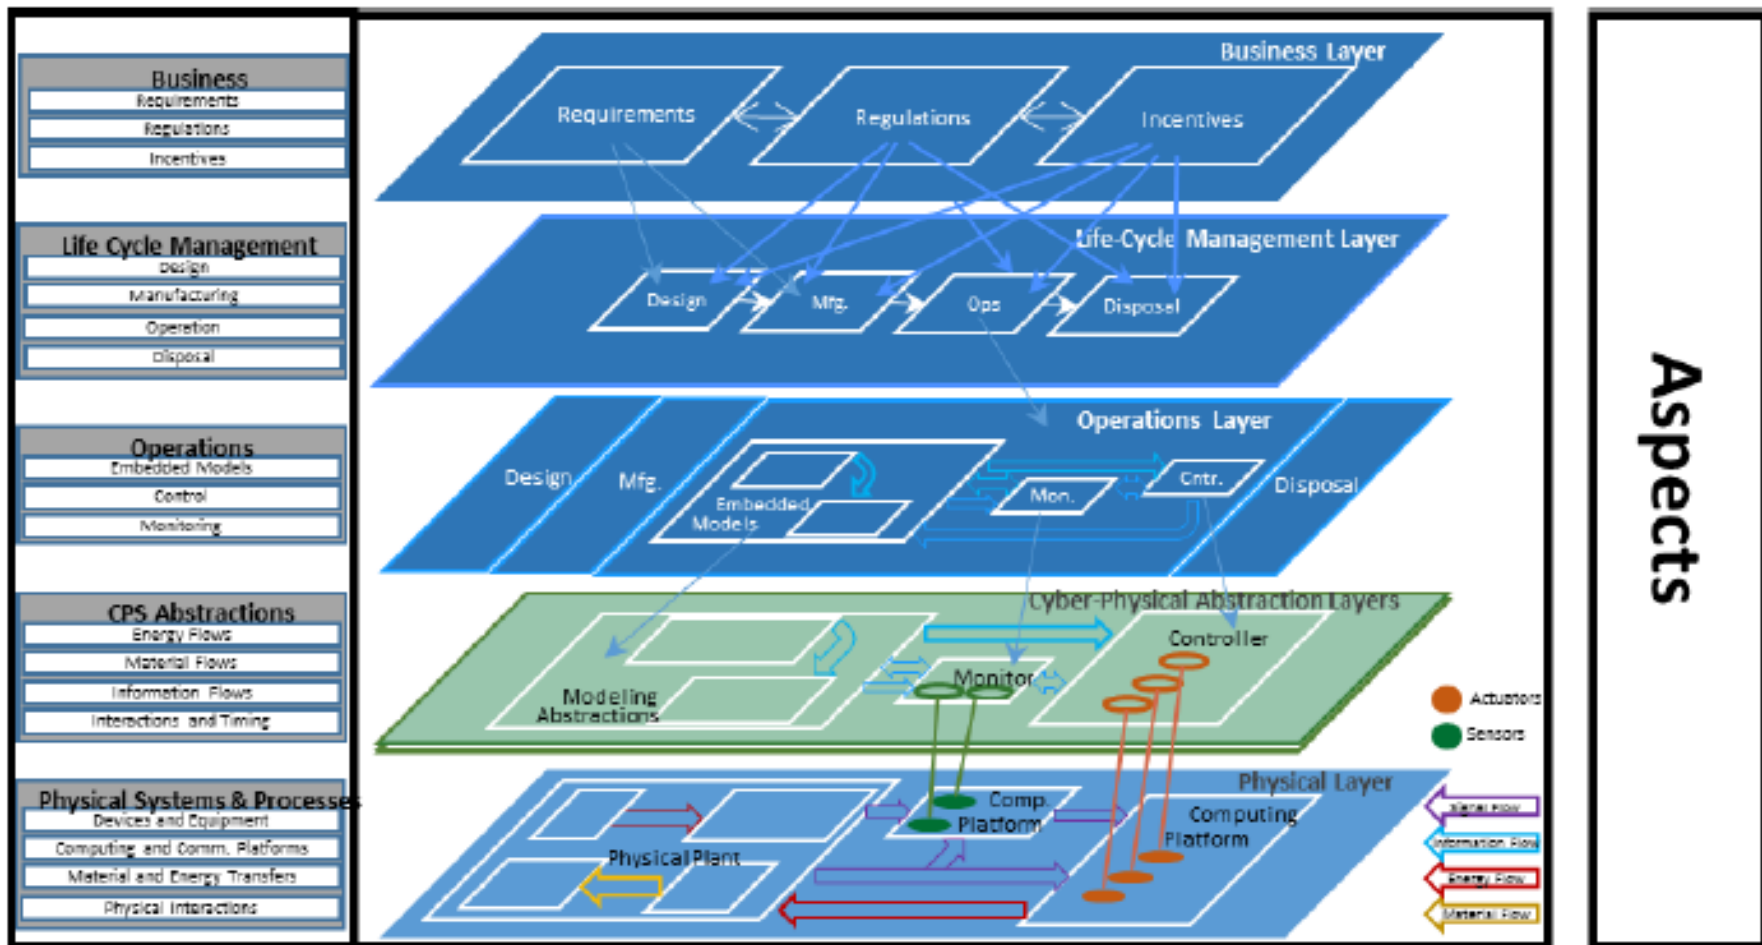 Business
Requirements
Regulations
Incentives
Life Cycle Management
Design
Manufacturing
Operation
Disposal
Operations
Embedded Models
Control
Monitoring
CPS Abstractions
Energy Flows
Material Flows
Information Flows
Interactions and Timing
Physical Systems & Processes
Devices and Equipment
Computing and Comm. Platforms
Material and Energy Transfers
Physical Interactions
Business Layer
Requirements
Regulations
Incentives
Life-Cycle Management Layer
Design
Mfg.
Ops
Disposal
Operations Layer
Design
Mfg.
Embedded
Models
Mon.
Cntr.
Disposal
Cyber-Physical Abstraction Layers
Modeling
Abstractions
Monitor
Controller
Actuators
Sensors
Physical Layer
Physical Plant
Comp.
Platform
Computing
Platform
Signal Flow
Information Flow
Energy Flow
Material Flow
Aspects